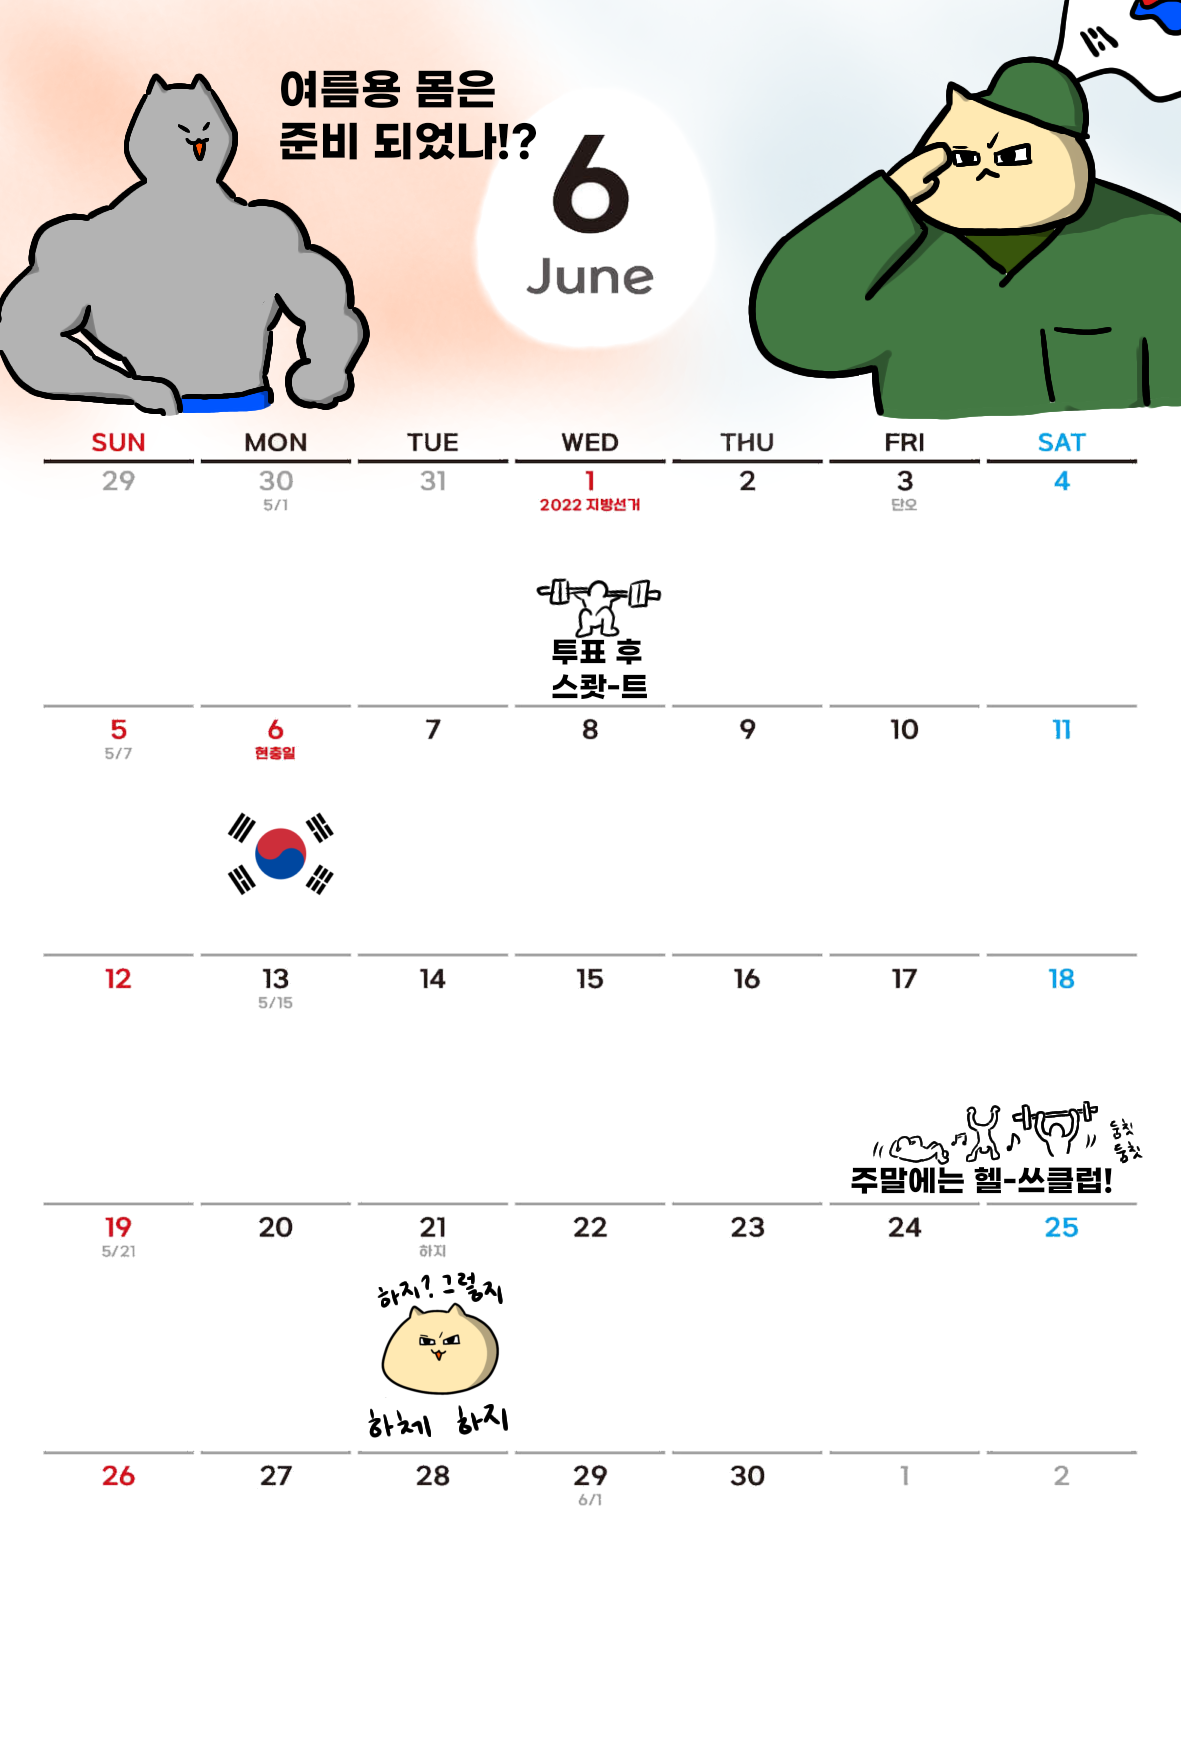 여름용 몸은
준비 되었나!?
6
June
SUN MON TUE WED THU FRI SAT
29 30 31 1 2 3 4
5/1 2022 지방선거 단오
투표 후
스쾃-트
5 6 7 8 9 10 11
5/7 현충일
12 13 14 15 16 17 18
5/15
둠칫
둠칫
주말에는 헬-쓰클럽!
19 20 21 22 23 24 25
5/21 하지
하지? 그렇지
하체 하지
26 27 28 29 30 1 2
6/1